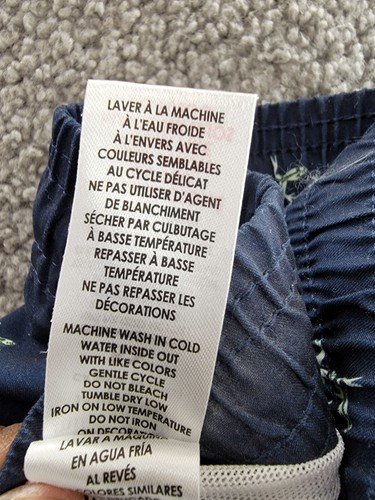 LAVER À LA MACHINE
À L'EAU FROIDE
À L'ENVERS AVEC
COULEURS SEMBLABLES
AU CYCLE DÉLICAT
NE PAS UTILISER D'AGENT
DE BLANCHIMENT
SÉCHER PAR CULBUTAGE
À BASSE TEMPÉRATURE
REPASSER À BASSE
TEMPÉRATURE
NE PAS REPASSER LES
DÉCORATIONS
MACHINE WASH IN COLD
WATER INSIDE OUT
WITH LIKE COLORS
GENTLE CYCLE
DO NOT BLEACH
TUMBLE DRY LOW
IRON ON LOW TEMPERATURE
DO NOT IRON
LAVAR A
EN AGUA FRÍA
AL REVÉS
COLORES SIMILARES